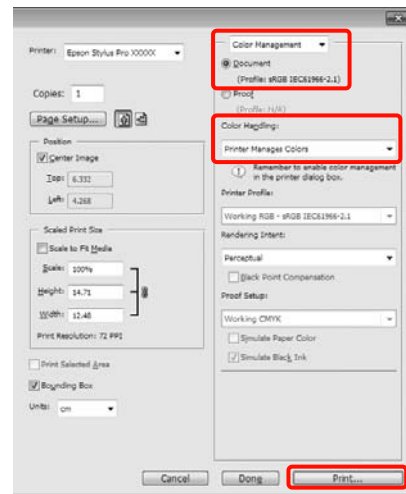 Printer: Epson Stylus Pro XXXXX
Copies: 1
Page Setup...
Position
Center Image
Top: 6.332
Left: 4.268
Scaled Print Size
Scale to Fit Media
Scale: 100%
Height: 14.71
Width: 12.48
Print Resolution: 72 PPI
Print Selected Area
Bounding Box
Units: cm
Color Management
Document
(Profile: sRGB IEC61966-2.1)
Proof
(Profile: N/A)
Color Handling:
Printer Manages Colors
Remember to enable color management
in the printer dialog box.
Printer Profile:
Working RGB - sRGB IEC61966-2.1
Rendering Intent:
Perceptual
Black Point Compensation
Proof Setup:
Working CMYK
Simulate Paper Color
Simulate Black Ink
Cancel
Done
Print...